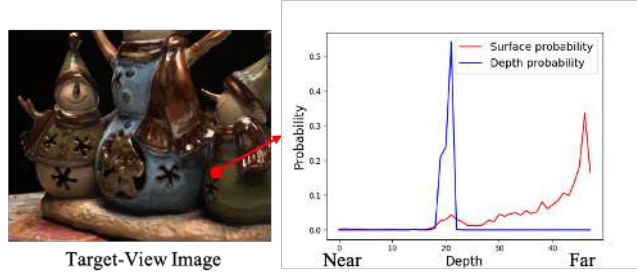 Surface probability
Depth probability
Probability
0.5
0.4
0.3
0.2
0.1
0.0
0 10 20 30 40
Near Depth Far
Target-View Image